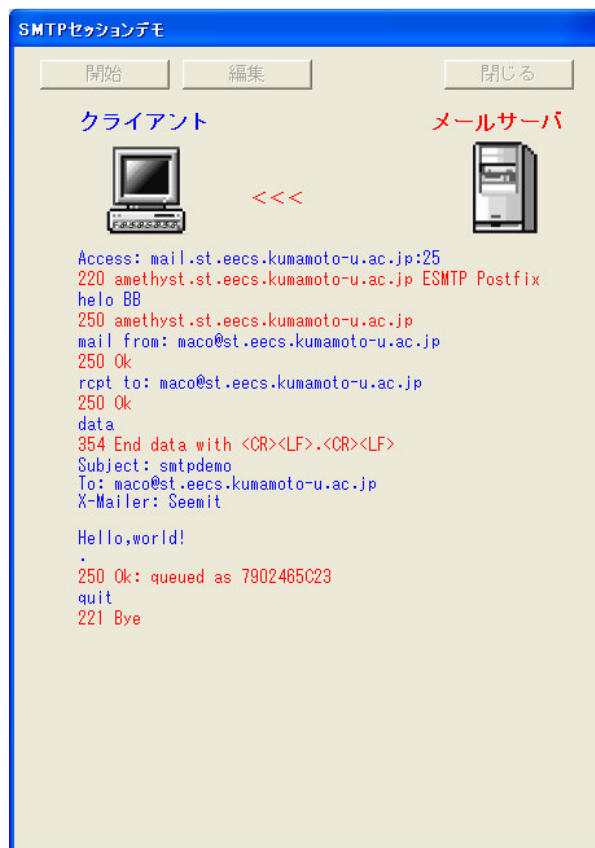 SMTPセッションデモ
開始 編集 閉じる
クライアント メールサーバ
<<<
Access: mail.st.eecs.kumamoto-u.ac.jp:25
220 amethyst.st.eecs.kumamoto-u.ac.jp ESMTP Postfix
helo BB
250 amethyst.st.eecs.kumamoto-u.ac.jp
mail from: maco@st.eecs.kumamoto-u.ac.jp
250 Ok
rcpt to: maco@st.eecs.kumamoto-u.ac.jp
250 Ok
data
354 End data with <CR><LF>.<CR><LF>
Subject: smtpdemo
To: maco@st.eecs.kumamoto-u.ac.jp
X-Mailer: Seemit

Hello,world!
.
250 Ok: queued as 7902465C23
quit
221 Bye